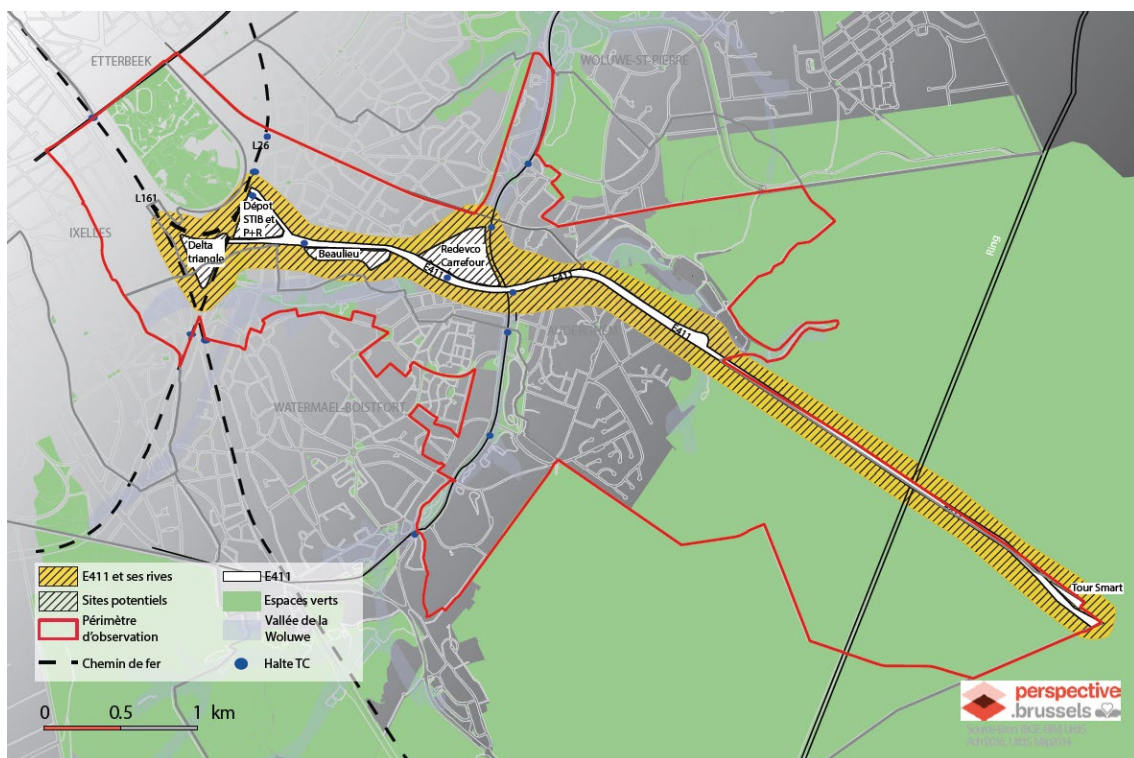 ETTERBEEK
WOLUWE-ST-PIERRE
L26
L161
IXELLES
Dépot
STIB et
P+R
Delta
triangle
Beaulieu
Redevco
Carrefour
E411
E411
E411
Ring
WATERMAEL-BOISTFORT
Tour Smart
E411 et ses rives
E411
Sites potentiels
Espaces verts
Périmètre
d'observation
Vallée de la
Woluwe
Chemin de fer
Halte TC
0 0.5 1 km
perspective
.brussels